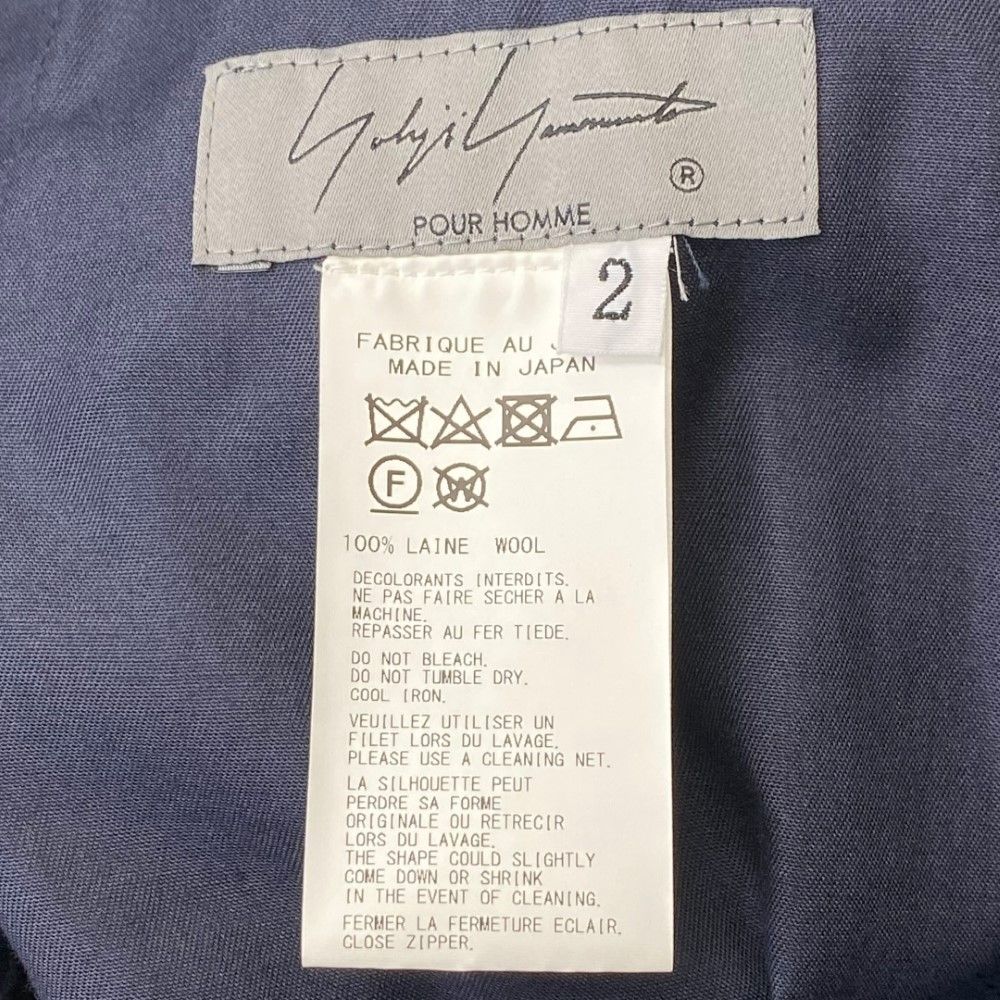 Yohji Yamamoto
®
POUR HOMME
2
FABRIQUE AU
MADE IN JAPAN
F
W
100% LAINE WOOL
DECOLORANTS INTERDITS.
NE PAS FAIRE SECHER A LA
MACHINE.
REPASSER AU FER TIEDE.
DO NOT BLEACH.
DO NOT TUMBLE DRY.
COOL IRON.
VEUILLEZ UTILISER UN
FILET LORS DU LAVAGE.
PLEASE USE A CLEANING NET.
LA SILHOUETTE PEUT
PERDRE SA FORME
ORIGINALE OU RETRECIR
LORS DU LAVAGE.
THE SHAPE COULD SLIGHTLY
COME DOWN OR SHRINK
IN THE EVENT OF CLEANING.
FERMER LA FERMETURE ECLAIR.
CLOSE ZIPPER.